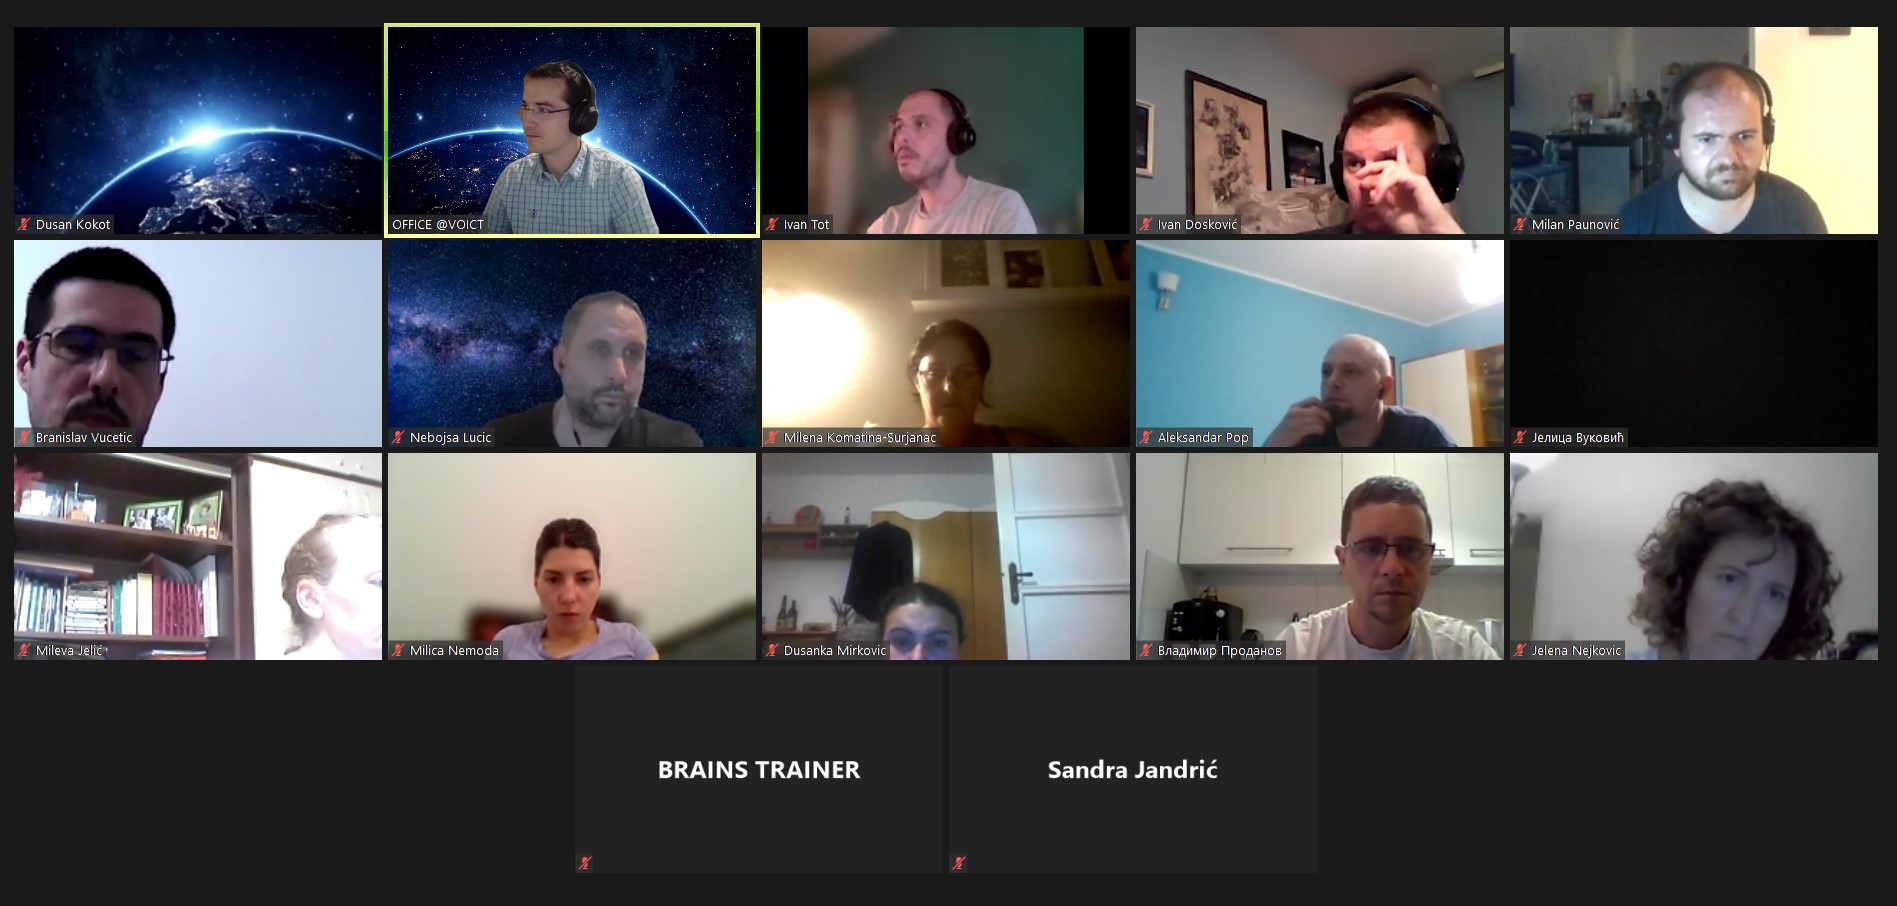 Dusan Kokot
OFFICE @VOICT
Ivan Tot
Ivan Dosković
Milan Paunović
Branislav Vucetic
Nebojsa Lucic
Milena Komatina-Surjanac
Aleksandar Pop
Јелица Вуковић
Mileva Jelić
Milica Nemoda
Dusanka Mirkovic
Владимир Проданов
Jelena Nejkovic
BRAINS TRAINER
Sandra Jandrić